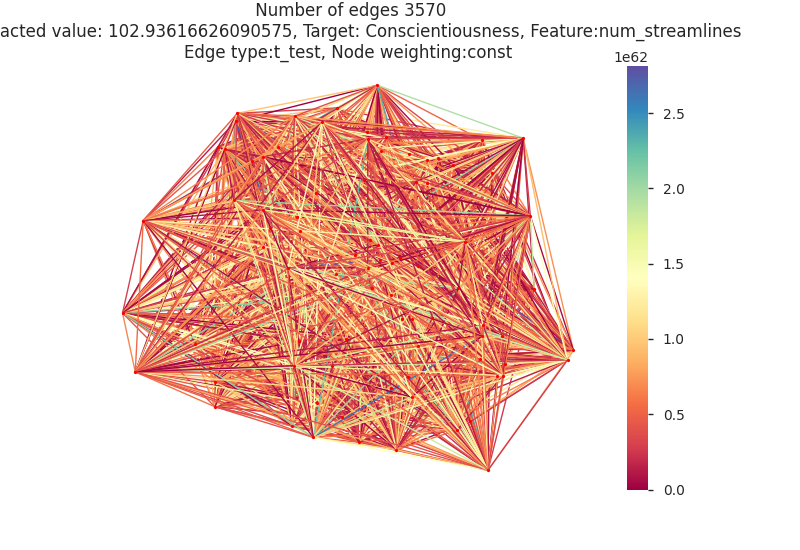 Number of edges 3570
acted value: 102.93616626090575, Target: Conscientiousness, Feature:num_streamlines
Edge type:t_test, Node weighting:const
1e62
2.5
2.0
1.5
1.0
0.5
0.0